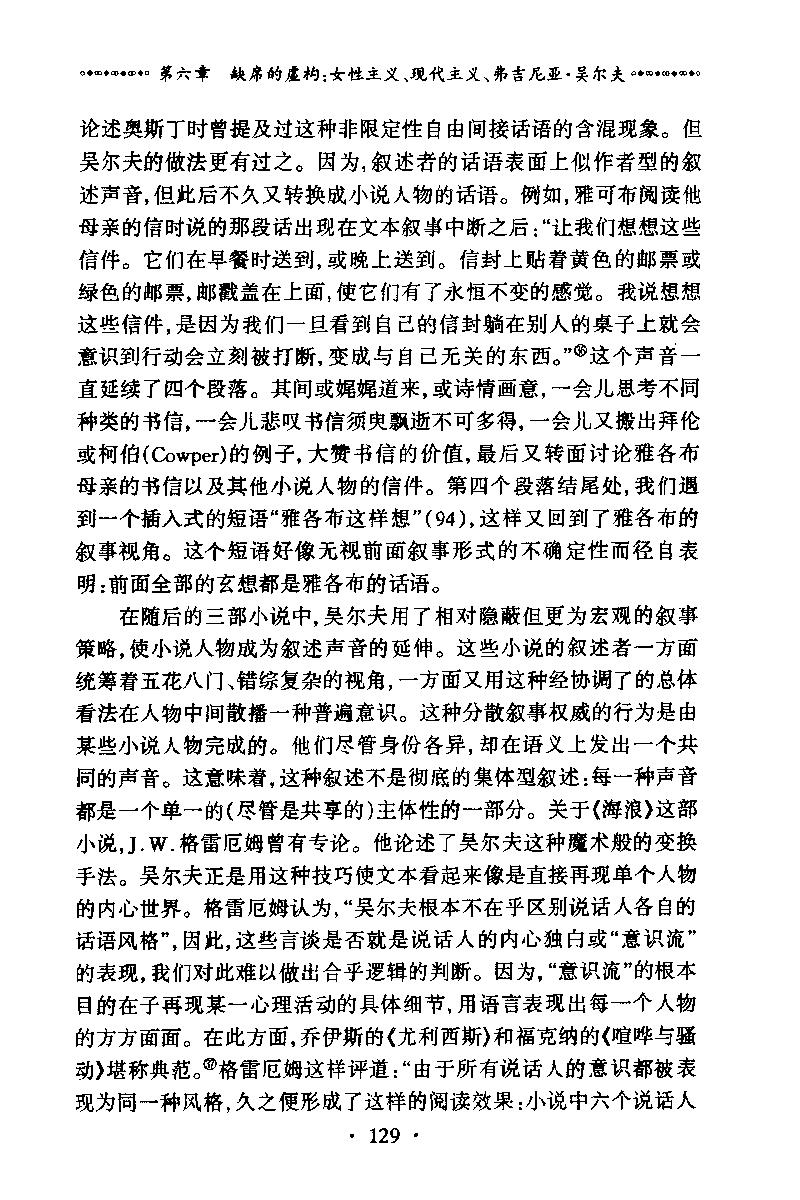 第六章 缺席的虚构:女性主义、现代主义、弗吉尼亚·吴尔夫
论述奥斯丁时曾提及过这种非限定性自由间接话语的含混现象。但
吴尔夫的做法更有过之。因为,叙述者的话语表面上似作者型的叙
述声音,但此后不久又转换成小说人物的话语。例如,雅可布阅读他
母亲的信时说的那段话出现在文本叙事中断之后:“让我们想想这些
信件。它们在早餐时送到,或晚上送到。信封上贴着黄色的邮票或
绿色的邮票,邮戳盖在上面,使它们有了永恒不变的感觉。我说想想
这些信件,是因为我们一旦看到自己的信封躺在别人的桌子上就会
意识到行动会立刻被打断,变成与自己无关的东西。”⑯这个声音一
直延续了四个段落。其间或娓娓道来,或诗情画意,一会儿思考不同
种类的书信,一会儿悲叹书信须臾飘逝不可多得,一会儿又搬出拜伦
或柯伯(Cowper)的例子,大赞书信的价值,最后又转面讨论雅各布
母亲的书信以及其他小说人物的信件。第四个段落结尾处,我们遇
到一个插入式的短语“雅各布这样想”(94),这样又回到了雅各布的
叙事视角。这个短语好像无视前面叙事形式的不确定性而径自表
明:前面全部的玄想都是雅各布的话语。
在随后的三部小说中,吴尔夫用了相对隐蔽但更为宏观的叙事
策略,使小说人物成为叙述声音的延伸。这些小说的叙述者一方面
统筹着五花八门、错综复杂的视角,一方面又用这种经协调了的总体
看法在人物中间散播一种普遍意识。这种分散叙事权威的行为是由
某些小说人物完成的。他们尽管身份各异,却在语义上发出一个共
同的声音。这意味着,这种叙述不是彻底的集体型叙述:每一种声音
都是一个单一的(尽管是共享的)主体性的一部分。关于《海浪》这部
小说,J.W.格雷厄姆曾有专论。他论述了吴尔夫这种魔术般的变换
手法。吴尔夫正是用这种技巧使文本看起来像是直接再现单个人物
的内心世界。格雷厄姆认为,“吴尔夫根本不在乎区别说话人各自的
话语风格”,因此,这些言谈是否就是说话人的内心独白或“意识流”
的表现,我们对此难以做出合乎逻辑的判断。因为,“意识流”的根本
目的在子再现某一心理活动的具体细节,用语言表现出每一个人物
的方方面面。在此方面,乔伊斯的《尤利西斯》和福克纳的《喧哗与骚
动》堪称典范。⑰格雷厄姆这样评道:“由于所有说话人的意识都被表
现为同一种风格,久之便形成了这样的阅读效果:小说中六个说话人
· 129 ·